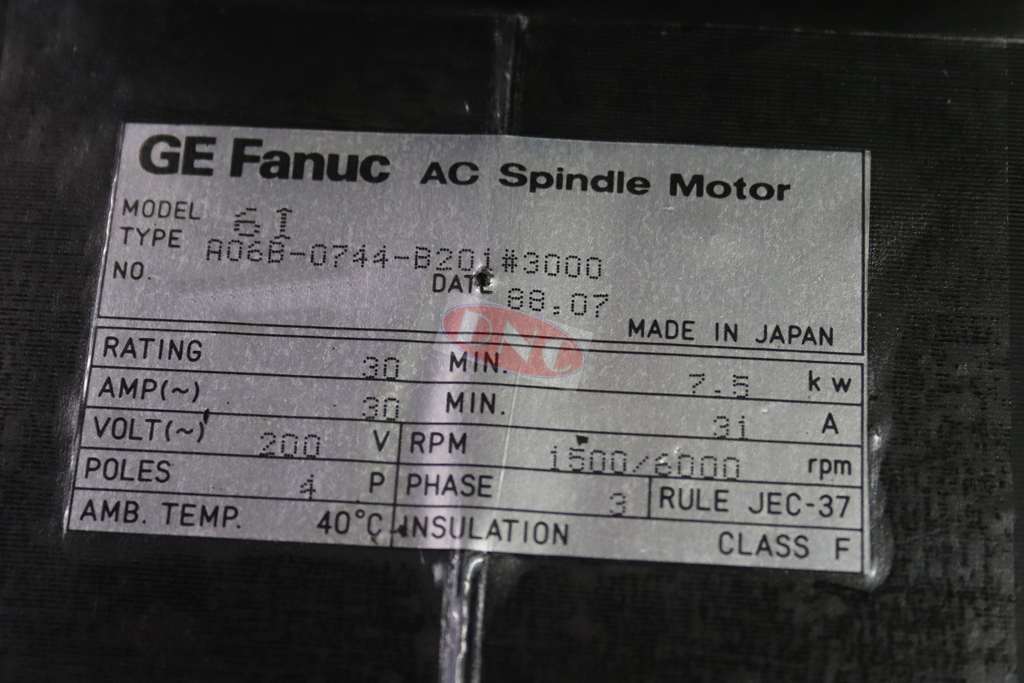 GE Fanuc AC Spindle Motor
MODEL 6I
TYPE A06B-0744-B201#3000
NO. DATE 88.07
MADE IN JAPAN
RATING 30 MIN. 7.5 kw
AMP(~) 30 MIN. 31 A
VOLT(~) 200 V RPM 1500/6000 rpm
POLES 4 P PHASE 3 RULE JEC-37
AMB. TEMP. 40°C INSULATION CLASS F